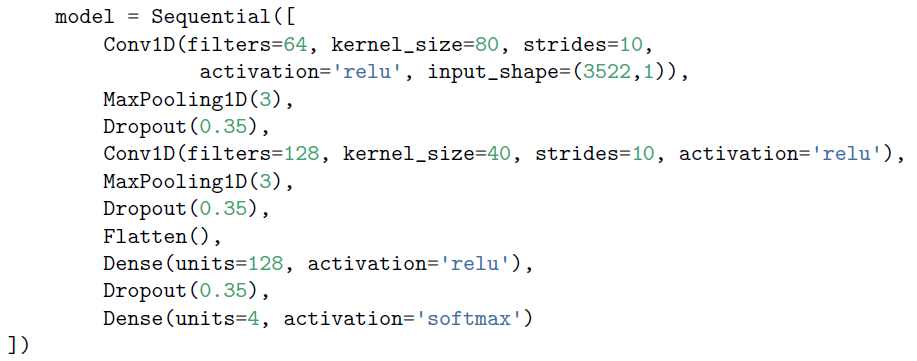 model = Sequential([
Conv1D(filters=64, kernel_size=80, strides=10,
activation='relu', input_shape=(3522,1)),
MaxPooling1D(3),
Dropout(0.35),
Conv1D(filters=128, kernel_size=40, strides=10, activation='relu'),
MaxPooling1D(3),
Dropout(0.35),
Flatten(),
Dense(units=128, activation='relu'),
Dropout(0.35),
Dense(units=4, activation='softmax')
])